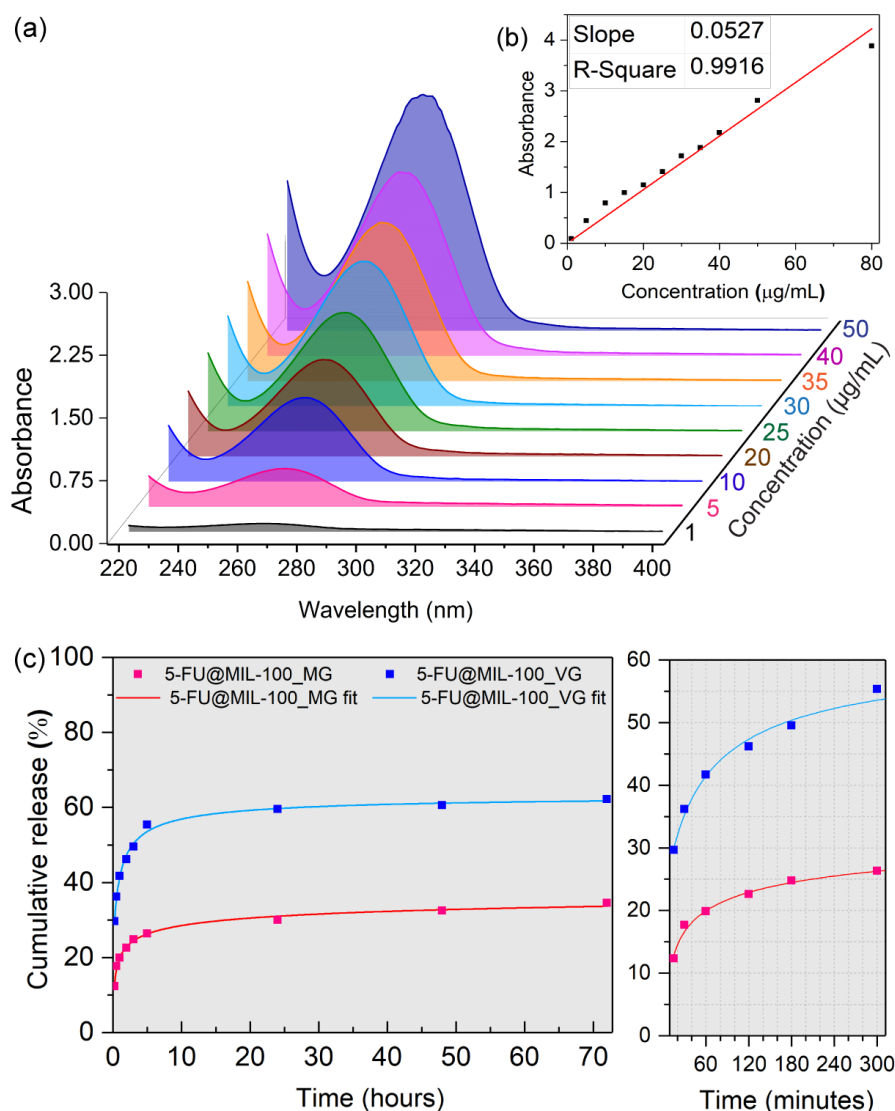 (a)
(b)
Slope 0.0527
R-Square 0.9916
4
3
2
1
0
Absorbance
0 20 40 60 80
Concentration (µg/mL)
3.00
2.25
1.50
0.75
0.00
Absorbance
220 240 260 280 300 320 340 360 380 400
Wavelength (nm)
50
40
35
30
25
20
10
5
1
Concentration (µg/mL)
(c)
100
80
60
40
20
0
Cumulative release (%)
5-FU@MIL-100_MG 5-FU@MIL-100_VG
5-FU@MIL-100_MG fit 5-FU@MIL-100_VG fit
0 10 20 30 40 50 60 70
Time (hours)
60
50
40
30
20
10
0
60 120 180 240 300
Time (minutes)